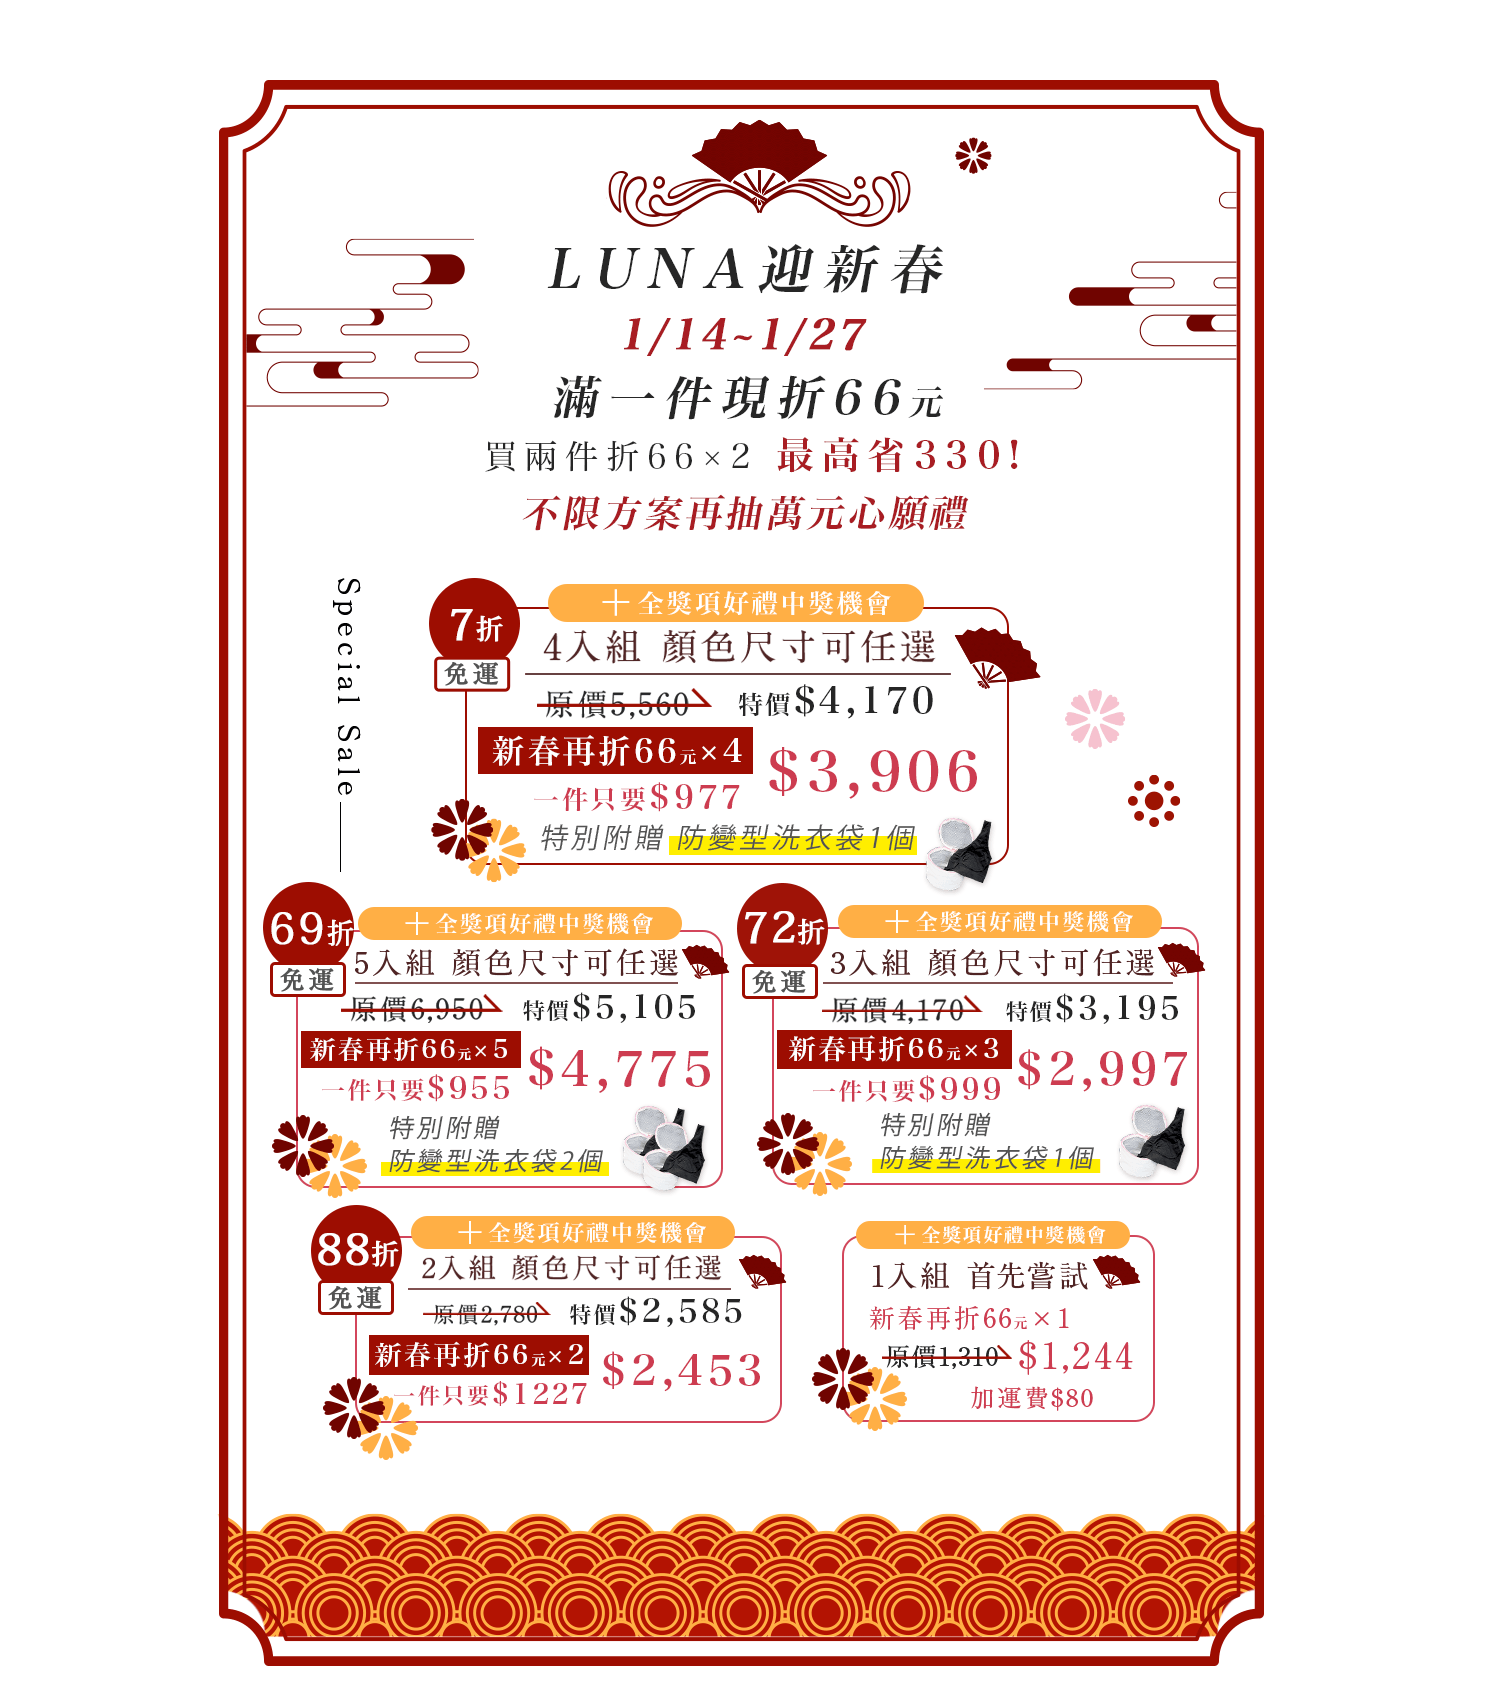 LUNA迎新春
1/14~1/27
滿一件現折66元
買兩件折66×2 最高省330!
不限方案再抽萬元心願禮
Special Sale
7折
免運
＋全獎項好禮中獎機會
4入組 顏色尺寸可任選
原價5,560 特價$4,170
新春再折66元×4 $3,906
一件只要$977
特別附贈 防變型洗衣袋1個
69折
免運
＋全獎項好禮中獎機會
5入組 顏色尺寸可任選
原價6,950 特價$5,105
新春再折66元×5 $4,775
一件只要$955
特別附贈
防變型洗衣袋2個
72折
免運
＋全獎項好禮中獎機會
3入組 顏色尺寸可任選
原價4,170 特價$3,195
新春再折66元×3 $2,997
一件只要$999
特別附贈
防變型洗衣袋1個
88折
免運
＋全獎項好禮中獎機會
2入組 顏色尺寸可任選
原價2,780 特價$2,585
新春再折66元×2 $2,453
一件只要$1227
＋全獎項好禮中獎機會
1入組 首先嘗試
新春再折66元×1
原價1,310 $1,244
加運費$80